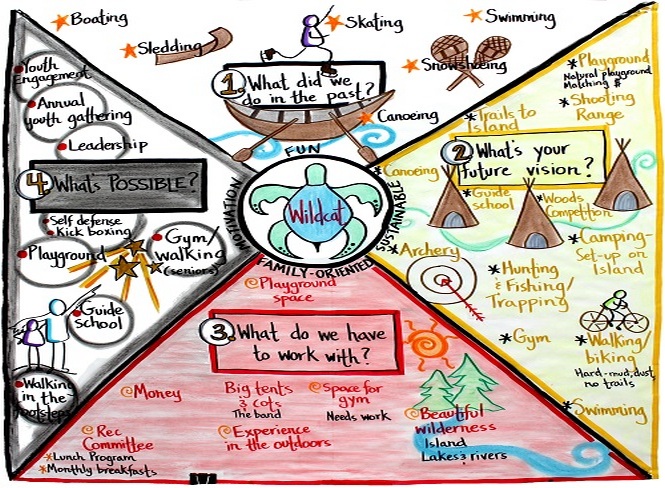 Boating
Sledding
Skating
Swimming
Snowshoeing
1. What did we
do in the past?
Canoeing
FUN
SUSTAINABLE
FAMILY-ORIENTED
MOTIVATION
Wildcat
2 What's your
future vision?
Playground
Natural playground
Matching $
Shooting
Range
Trails to
Island
Canoeing
Guide
school
Woods
Competition
Camping-
Set-up on
Island
Archery
Hunting
& Fishing/
Trapping
Gym
Walking/
biking
Hard-mud, dust,
no trails
Swimming
3. What do we have
to work with?
Playground
space
Money
Big tents
& cots
The band
Space for
gym
Needs work
Beautiful
wilderness
Island
Lakes & rivers
Rec
Committee
Lunch Program
Monthly breakfasts
Experience
in the outdoors
4 What's POSSIBLE?
Youth
Engagement
Annual
youth gathering
Leadership
Self defense
Kick boxing
Playground
Gym/
walking
(seniors)
Guide
school
Walking
in the
footsteps